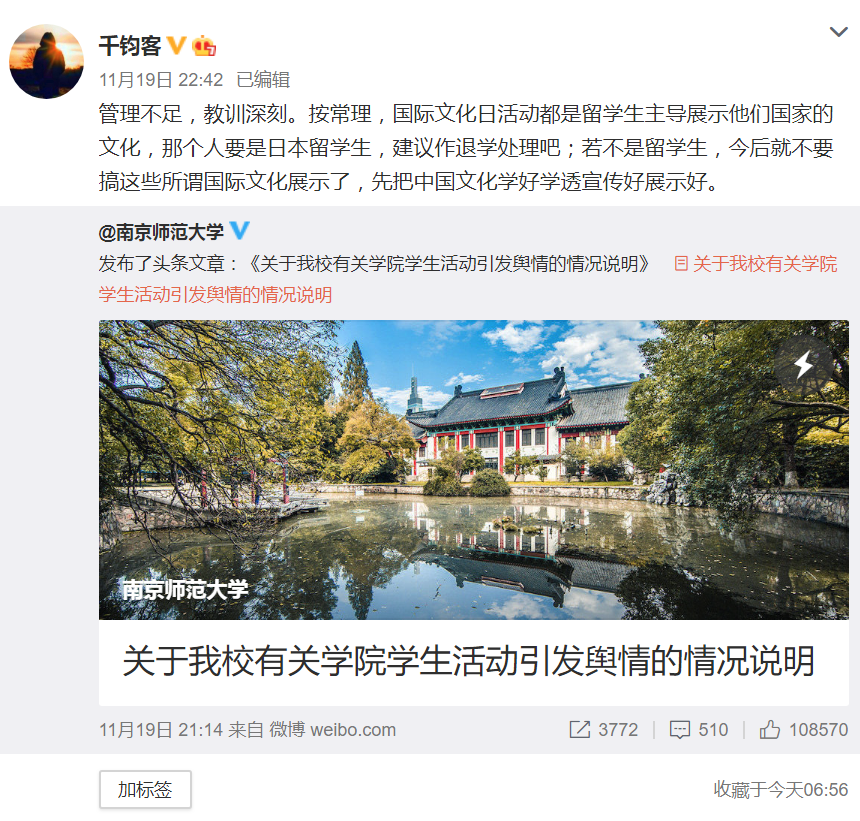 千钧客
11月19日 22:42 已编辑
管理不足，教训深刻。按常理，国际文化日活动都是留学生主导展示他们国家的
文化，那个人要是日本留学生，建议作退学处理吧；若不是留学生，今后就不要
搞这些所谓国际文化展示了，先把中国文化学好学透宣传好展示好。
@南京师范大学
发布了头条文章：《关于我校有关学院学生活动引发舆情的情况说明》 关于我校有关学院
学生活动引发舆情的情况说明
南京师范大学
关于我校有关学院学生活动引发舆情的情况说明
11月19日 21:14 来自 微博 weibo.com 3772 510 108570
加标签 收藏于今天06:56